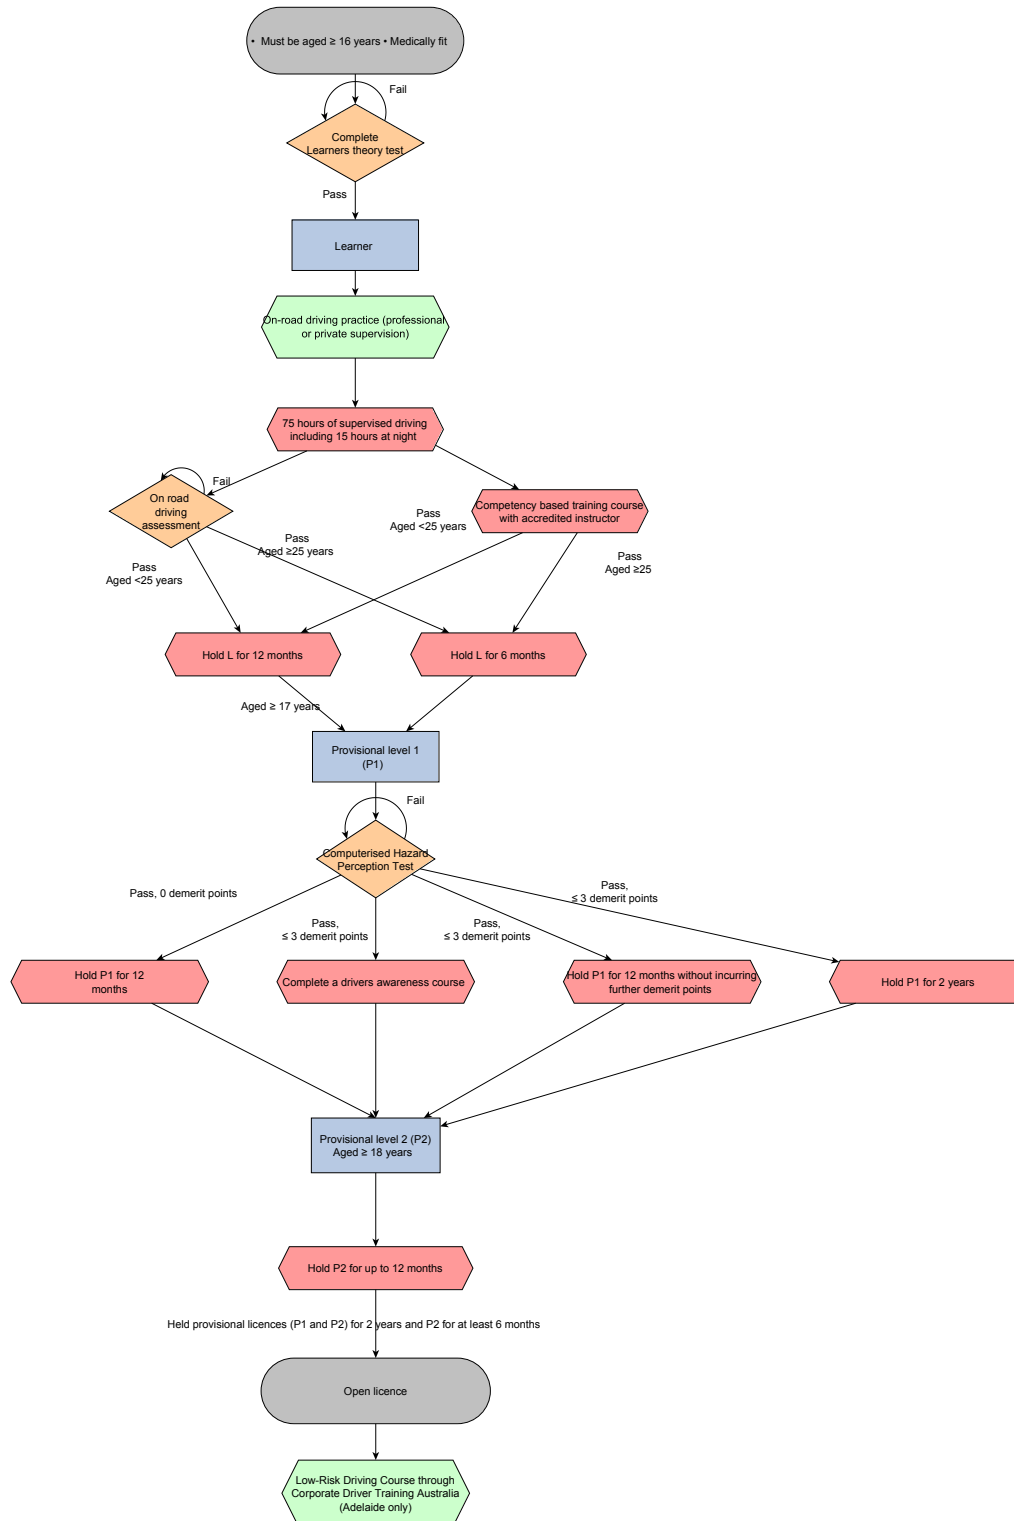 • Must be aged ≥ 16 years • Medically fit
Fail
Complete
Learners theory test
Pass
Learner
On-road driving practice (professional
or private supervision)
75 hours of supervised driving
including 15 hours at night
Fail
On road
driving
assessment
Competency based training course
with accredited instructor
Pass
Aged <25 years
Pass
Aged ≥25 years
Pass
Aged <25 years
Pass
Aged ≥25
Hold L for 12 months
Hold L for 6 months
Aged ≥ 17 years
Provisional level 1
(P1)
Fail
Computerised Hazard
Perception Test
Pass, 0 demerit points
Pass,
≤ 3 demerit points
Pass,
≤ 3 demerit points
Pass,
≤ 3 demerit points
Hold P1 for 12
months
Complete a drivers awareness course
Hold P1 for 12 months without incurring
further demerit points
Hold P1 for 2 years
Provisional level 2 (P2)
Aged ≥ 18 years
Hold P2 for up to 12 months
Held provisional licences (P1 and P2) for 2 years and P2 for at least 6 months
Open licence
Low-Risk Driving Course through
Corporate Driver Training Australia
(Adelaide only)